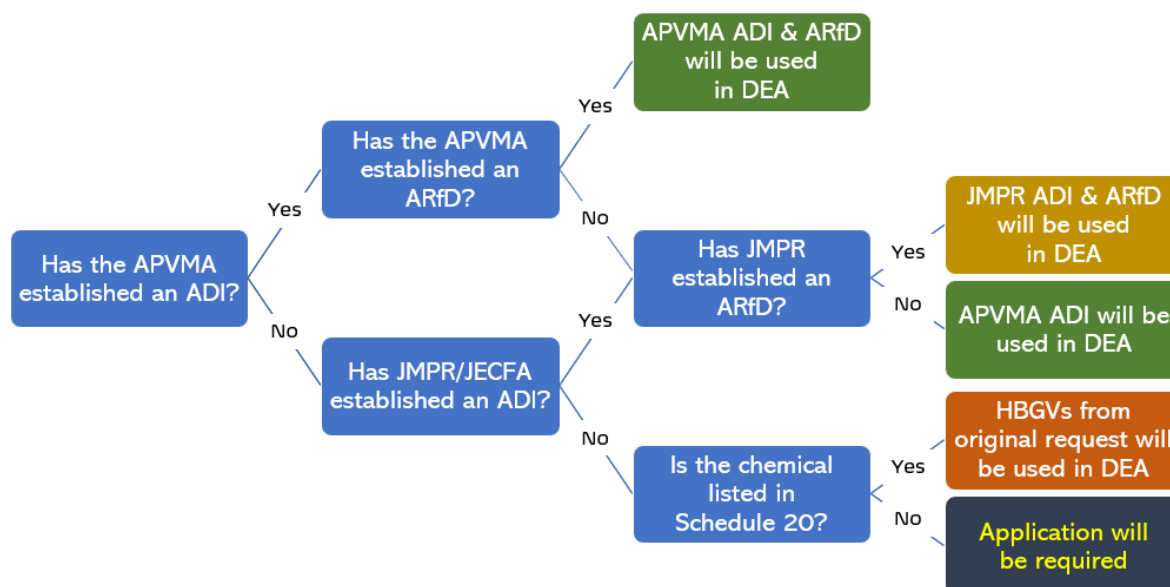 APVMA ADI & ARfD
will be used
in DEA
Yes
Has the APVMA
established an
ARfD?
Yes
No
JMPR ADI & ARfD
will be used
in DEA
Has the APVMA
established an ADI?
Has JMPR
established an
ARfD?
Yes
No
APVMA ADI will be
used in DEA
No
Yes
Has JMPR/JECFA
established an ADI?
No
HBGVs from
original request will
be used in DEA
Is the chemical
listed in
Schedule 20?
Yes
No
Application will
be required